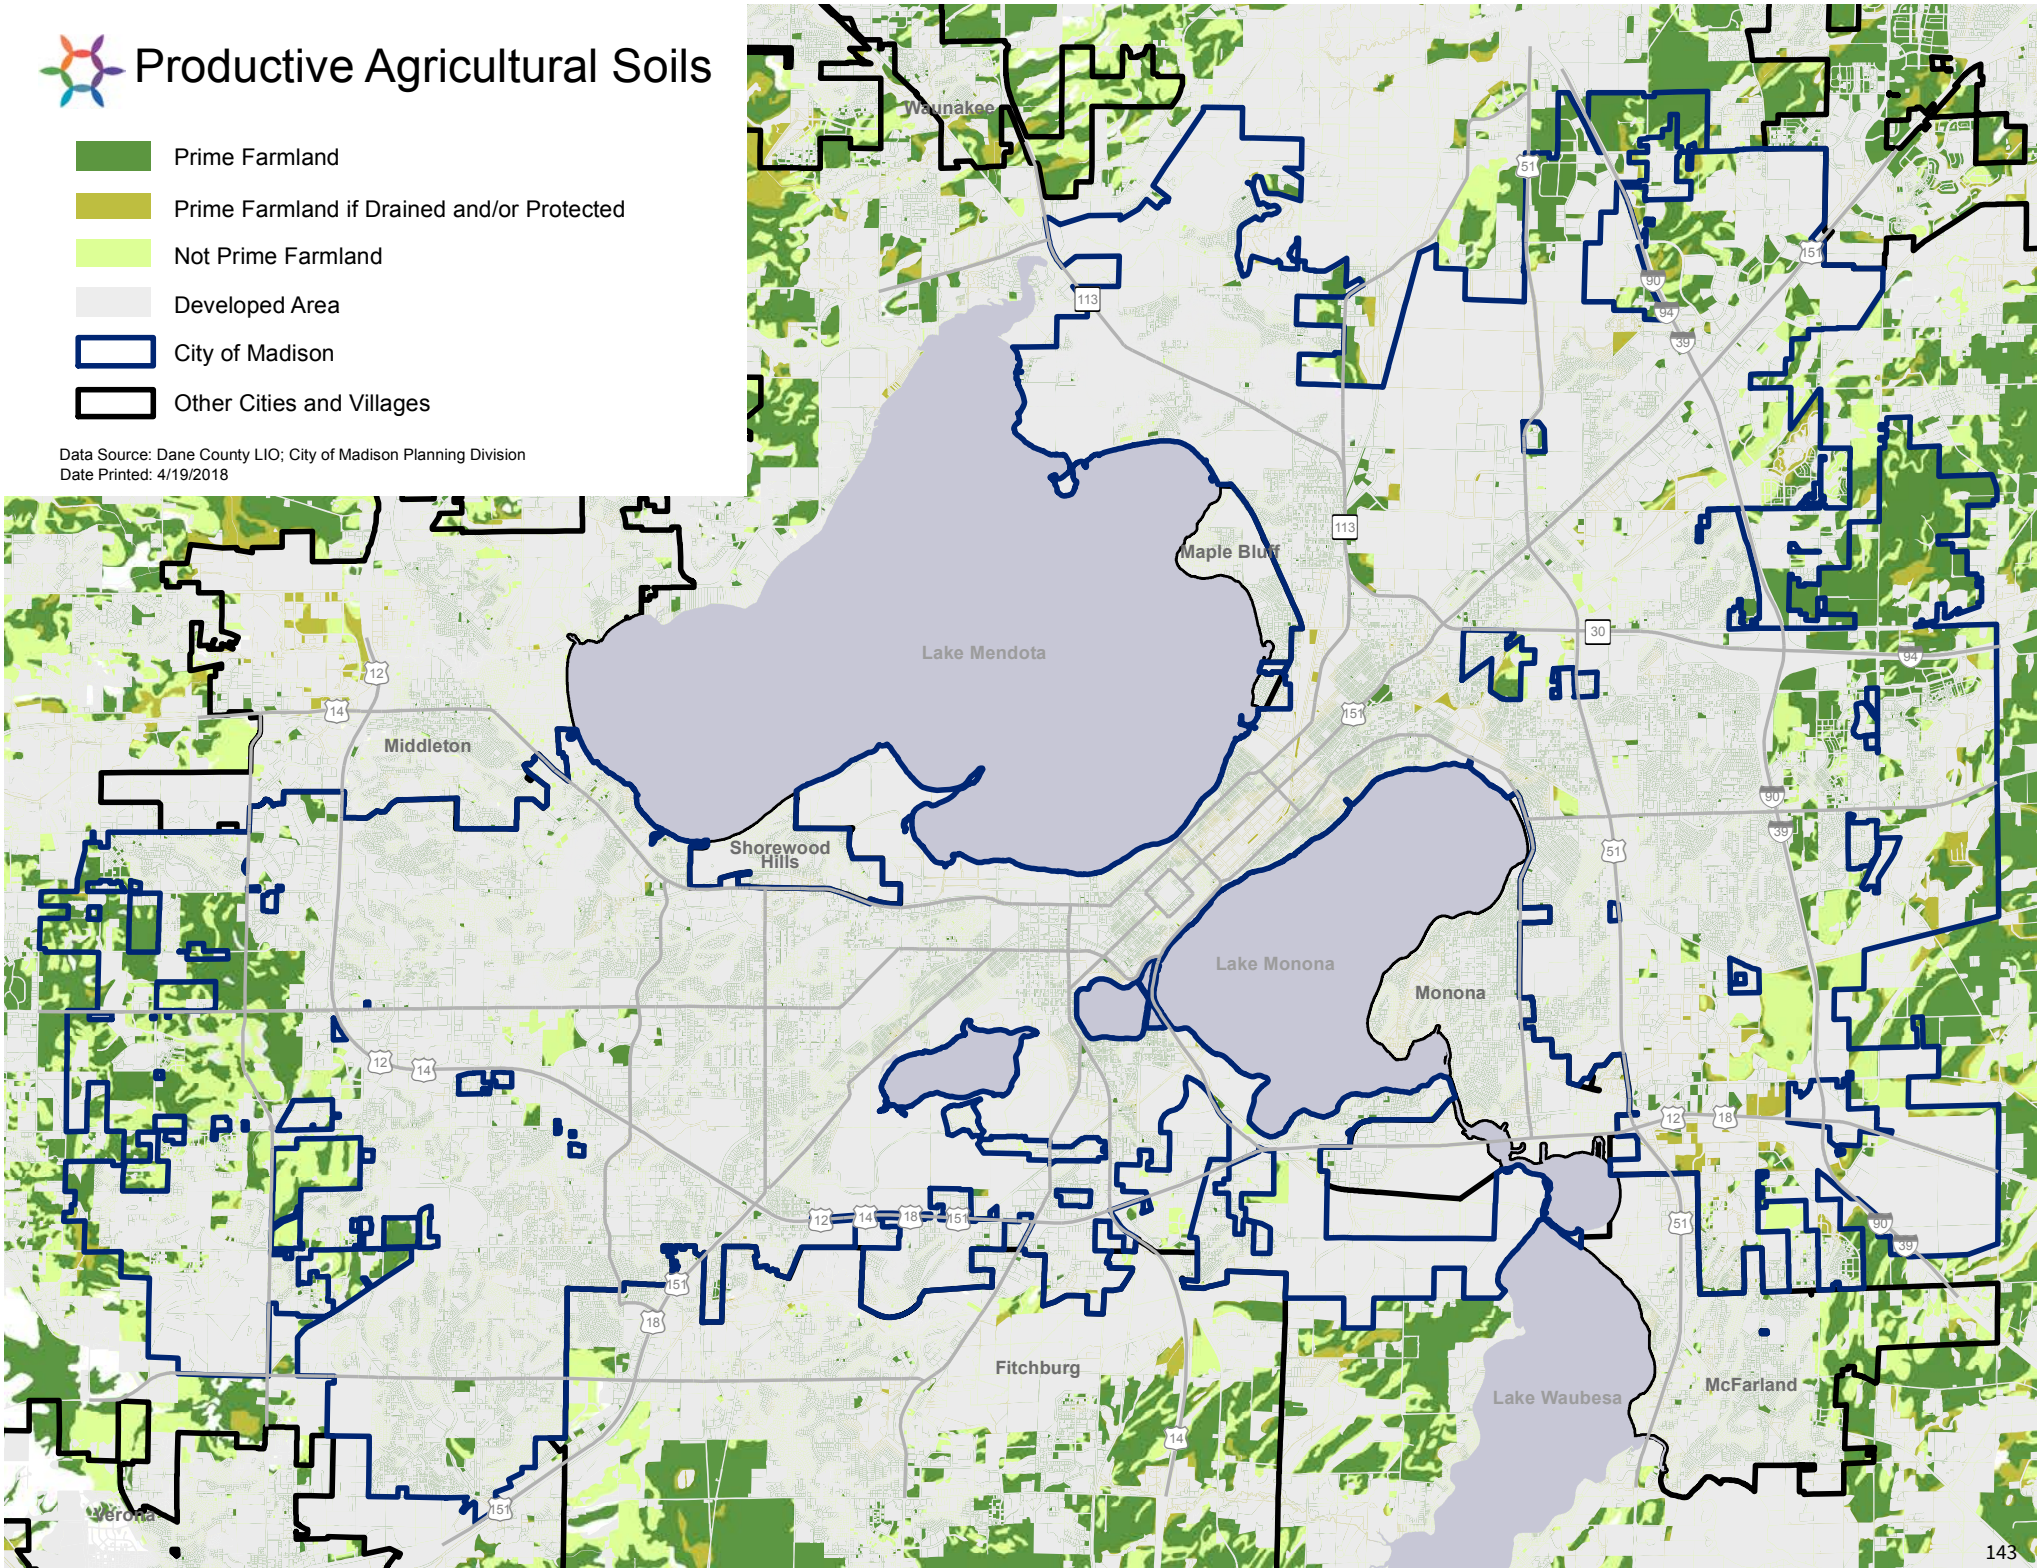 Productive Agricultural Soils
Prime Farmland
Prime Farmland if Drained and/or Protected
Not Prime Farmland
Developed Area
City of Madison
Other Cities and Villages
Data Source: Dane County LIO; City of Madison Planning Division
Date Printed: 4/19/2018
Waunakee
51
151
90
94
39
113
113
Maple Bluff
30
Lake Mendota
94
12
14
151
Middleton
90
39
51
Shorewood
Hills
Lake Monona
Monona
12
14
12
18
12
14
18
151
51
90
39
151
18
Fitchburg
McFarland
Lake Waubesa
14
151
Verona
143